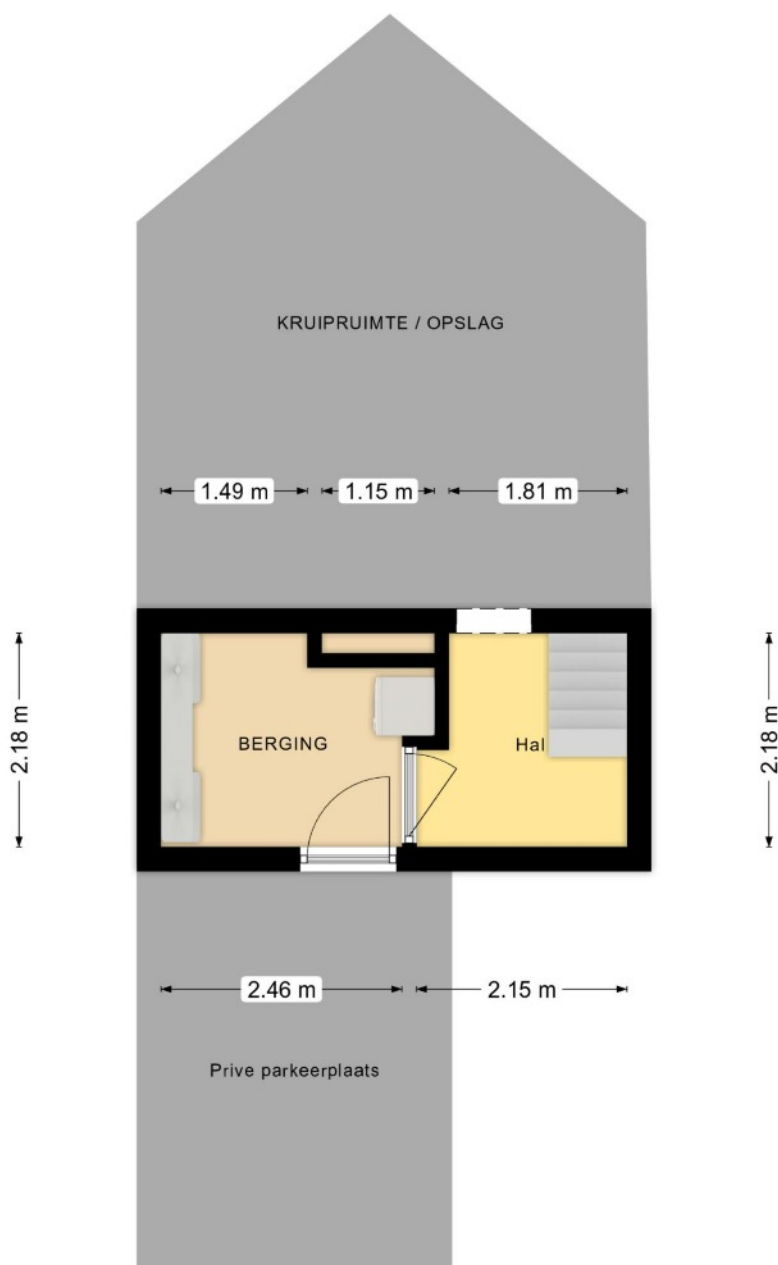 KRUIPRUIMTE / OPSLAG
1.49 m
1.15 m
1.81 m
2.18 m
2.18 m
BERGING
Hal
2.46 m
2.15 m
Prive parkeerplaats